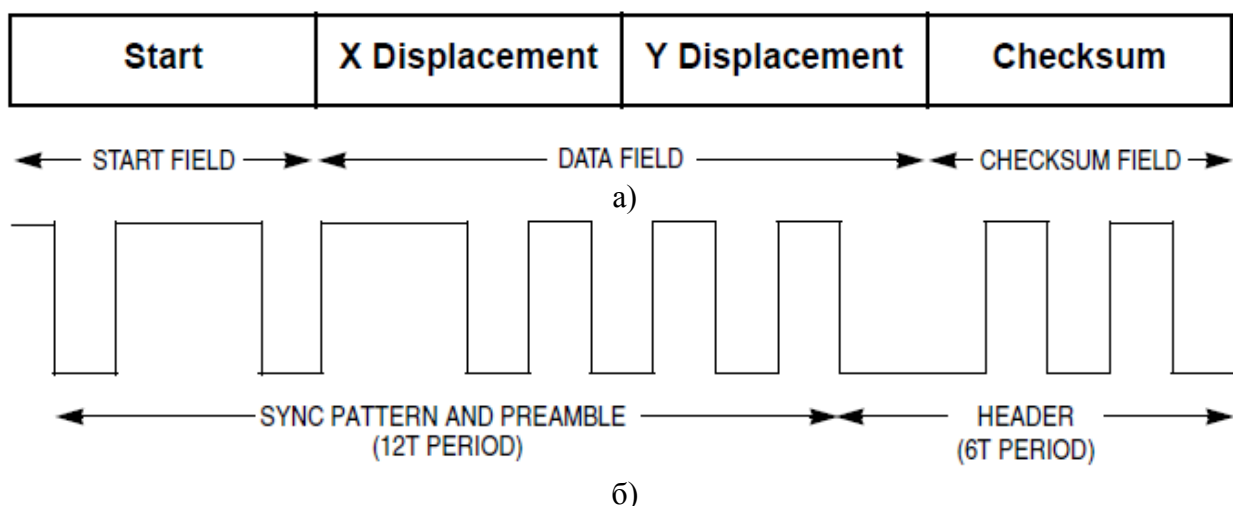 Start X Displacement Y Displacement Checksum
START FIELD DATA FIELD CHECKSUM FIELD
а)
SYNC PATTERN AND PREAMBLE HEADER
(12T PERIOD) (6T PERIOD)
б)